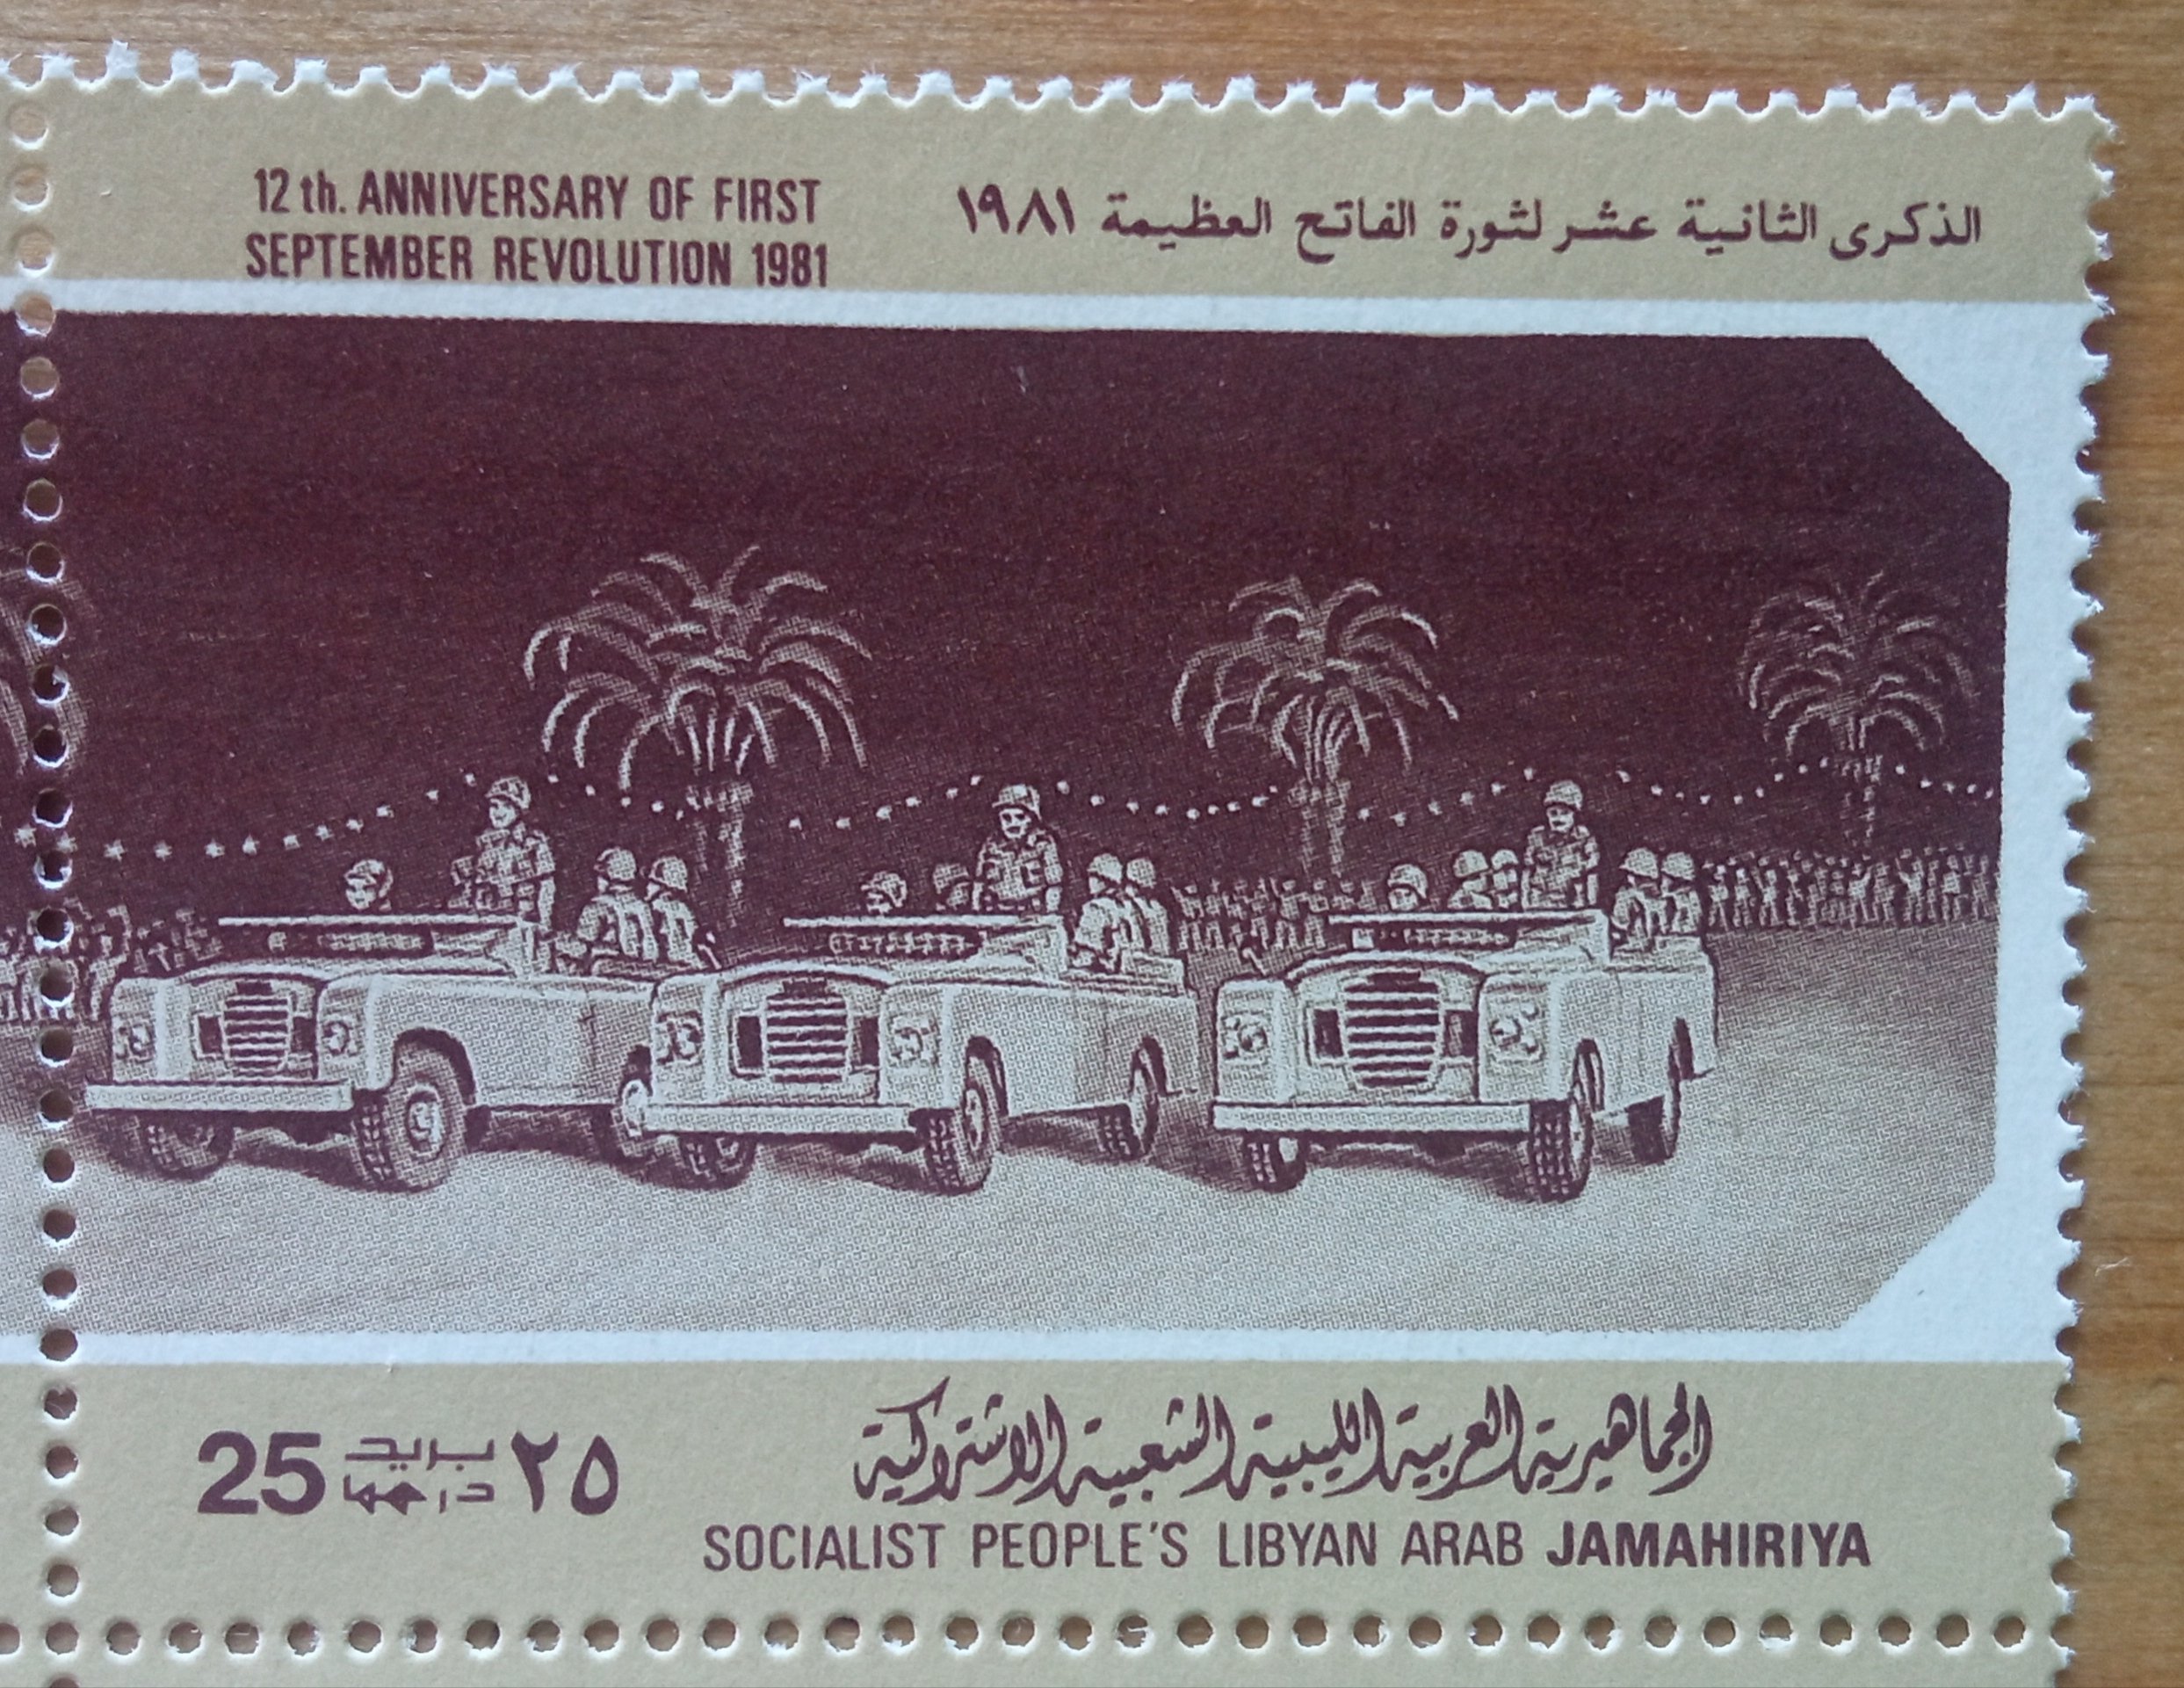 12 th. ANNIVERSARY OF FIRST
SEPTEMBER REVOLUTION 1981
الذكرى الثانية عشر لثورة الفاتح العظيمة ١٩٨١
25 بريد ٢٥
درهما
الجماهيرية العربية الليبية الشعبية الاشتراكية
SOCIALIST PEOPLE'S LIBYAN ARAB JAMAHIRIYA